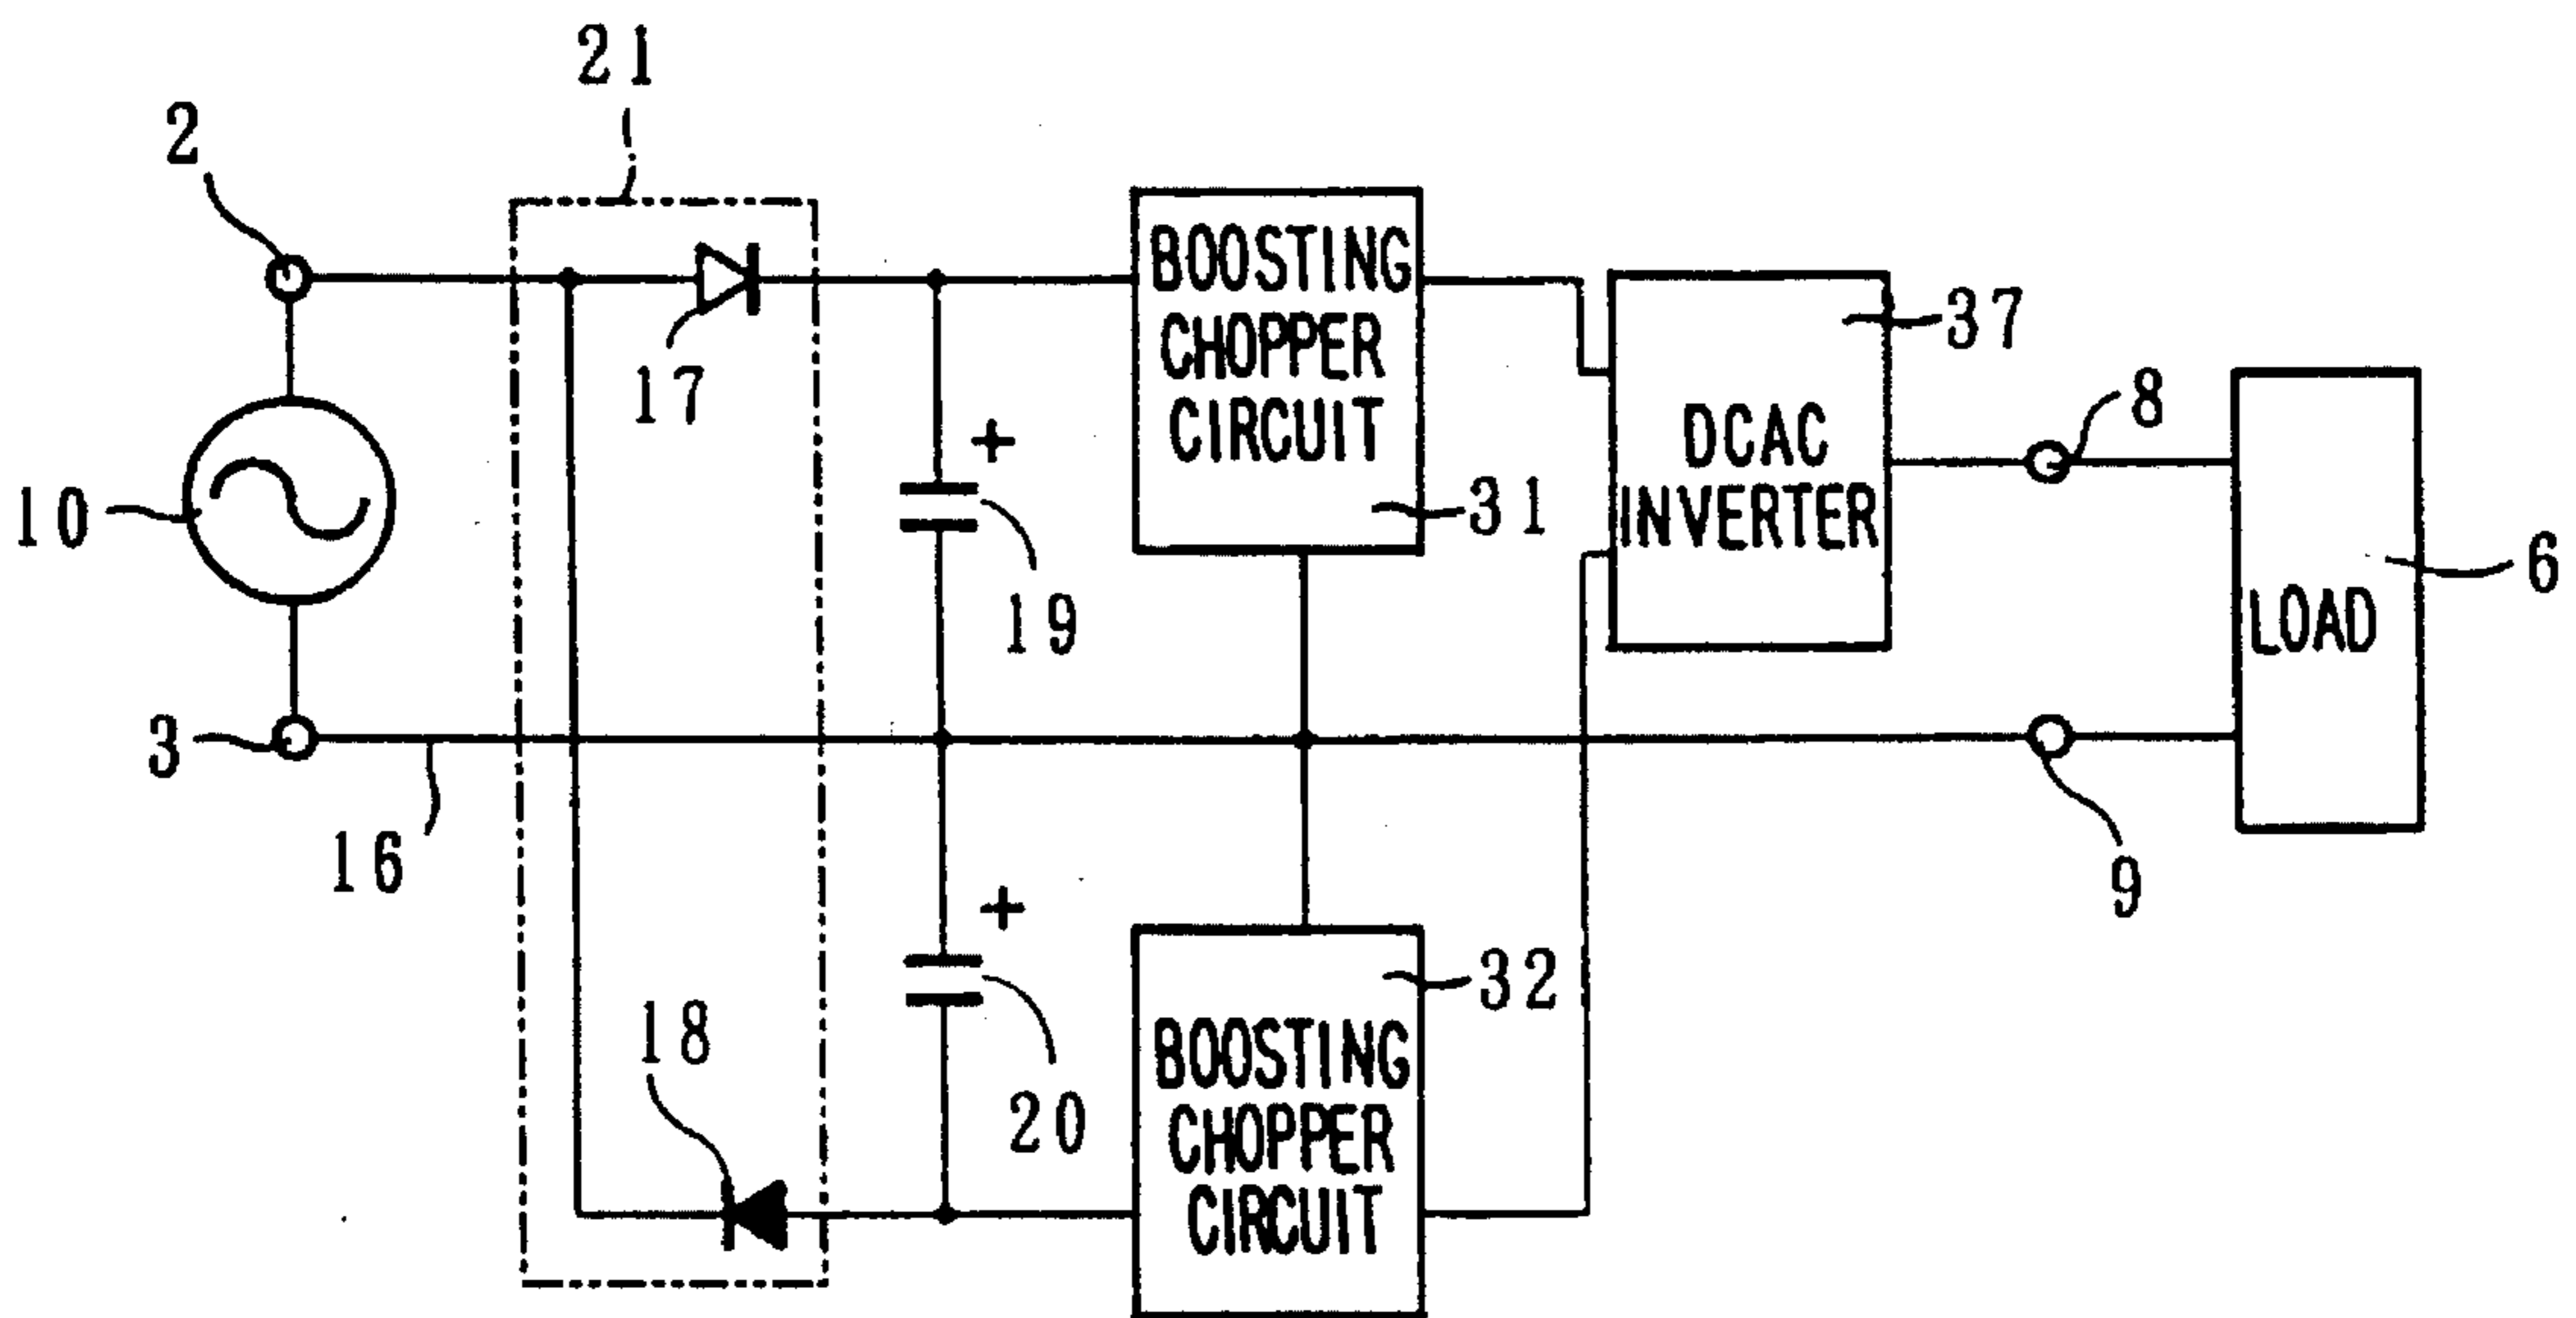 21
2
17
10
3
16
18
+
19
+
20
BOOSTING
CHOPPER
CIRCUIT
31
32
BOOSTING
CHOPPER
CIRCUIT
37
DCAC
INVERTER
8
9
LOAD
6